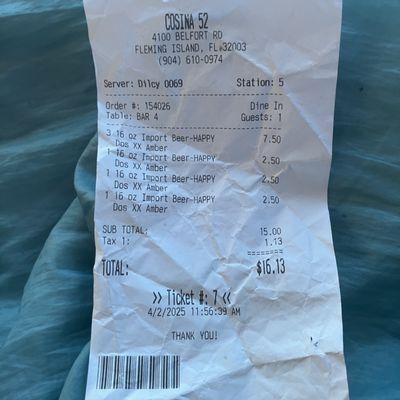 COSINA 52
4100 BELFORT RD
FLEMING ISLAND, FL 32003
(904) 610-0974
Server: Dilcy 0069 Station: 5
Order #: 154026 Dine In
Table: BAR 4 Guests: 1
3 16 oz Import Beer-HAPPY 7.50
Dos XX Amber
1 16 oz Import Beer-HAPPY 2.50
Dos XX Amber
1 16 oz Import Beer-HAPPY 2.50
Dos XX Amber
1 16 oz Import Beer-HAPPY 2.50
Dos XX Amber
SUB TOTAL: 15.00
Tax 1: 1.13
TOTAL: $16.13
>> Ticket #: 7 <<
4/2/2025 11:56:39 AM
THANK YOU!